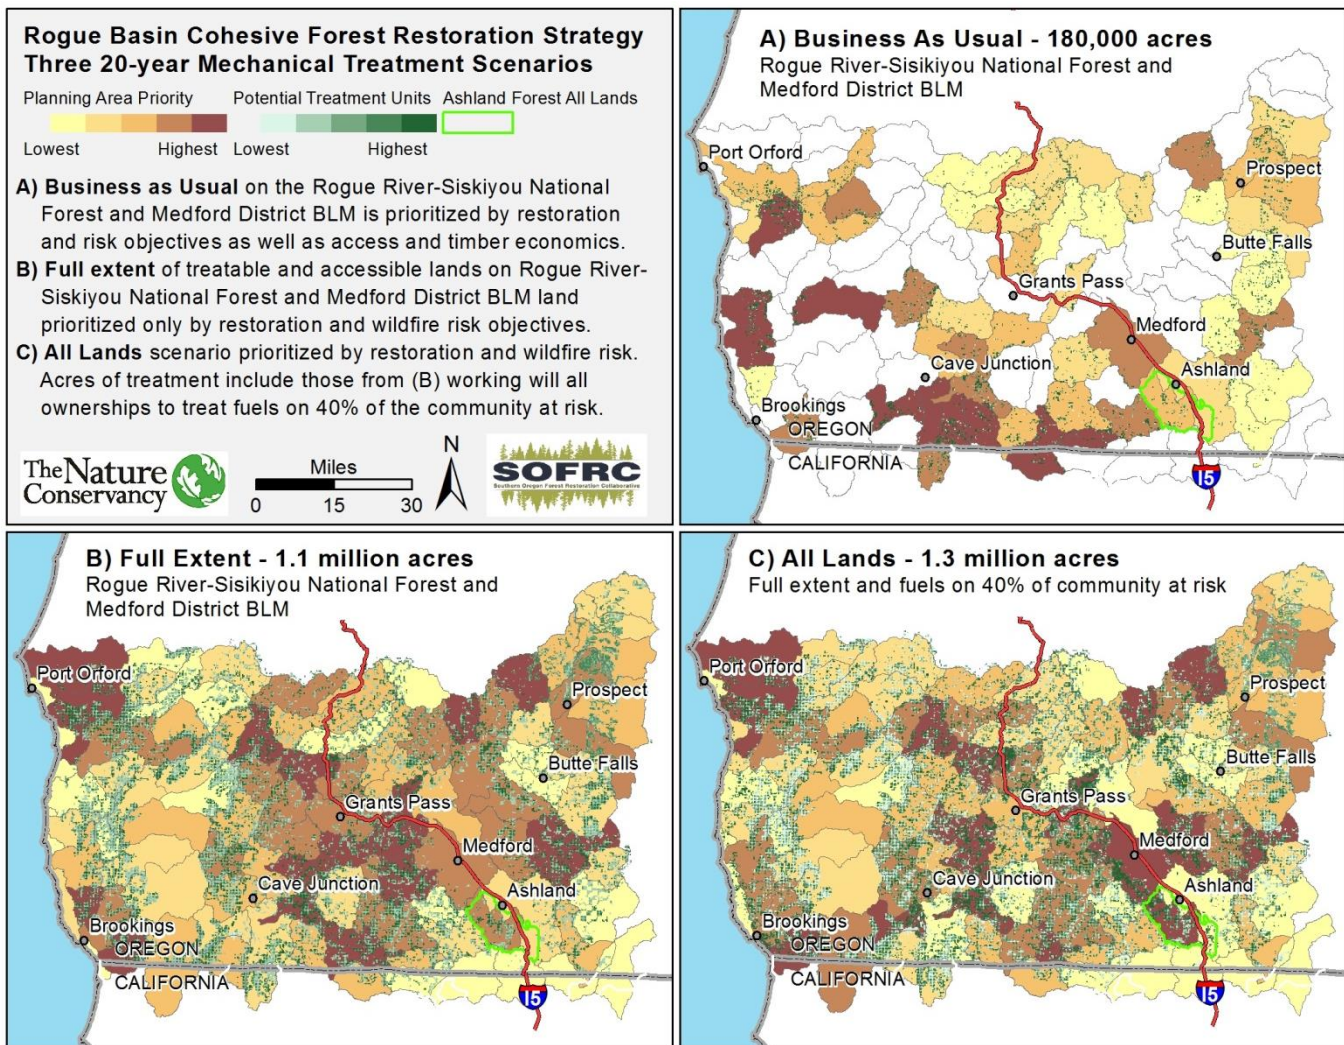 Rogue Basin Cohesive Forest Restoration Strategy
Three 20-year Mechanical Treatment Scenarios
Planning Area Priority
Potential Treatment Units
Ashland Forest All Lands
Lowest
Highest
Lowest
Highest
A) Business as Usual on the Rogue River-Siskiyou National
Forest and Medford District BLM is prioritized by restoration
and risk objectives as well as access and timber economics.
B) Full extent of treatable and accessible lands on Rogue River-
Siskiyou National Forest and Medford District BLM land
prioritized only by restoration and wildfire risk objectives.
C) All Lands scenario prioritized by restoration and wildfire risk.
Acres of treatment include those from (B) working will all
ownerships to treat fuels on 40% of the community at risk.
The Nature
Conservancy
Miles
0 15 30
N
SOFRC
Southern Oregon Forest Restoration Collaborative
A) Business As Usual - 180,000 acres
Rogue River-Sisikiyou National Forest and
Medford District BLM
Port Orford
Prospect
Butte Falls
Grants Pass
Medford
Cave Junction
Ashland
Brookings
OREGON
CALIFORNIA
15
B) Full Extent - 1.1 million acres
Rogue River-Sisikiyou National Forest and
Medford District BLM
Port Orford
Prospect
Butte Falls
Grants Pass
Medford
Cave Junction
Ashland
Brookings
OREGON
CALIFORNIA
15
C) All Lands - 1.3 million acres
Full extent and fuels on 40% of community at risk
Port Orford
Prospect
Butte Falls
Grants Pass
Medford
Cave Junction
Ashland
Brookings
OREGON
CALIFORNIA
15